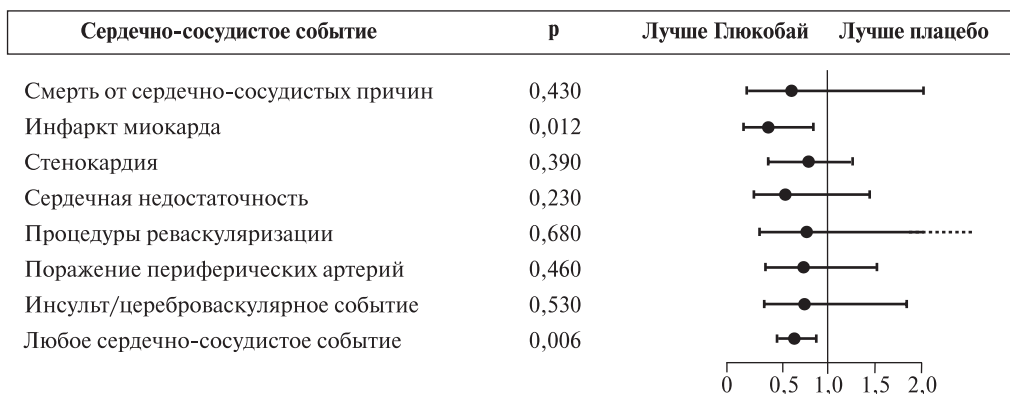 Сердечно-сосудистое событие р Лучше Глюкобай Лучше плацебо
Смерть от сердечно-сосудистых причин 0,430
Инфаркт миокарда 0,012
Стенокардия 0,390
Сердечная недостаточность 0,230
Процедуры реваскуляризации 0,680
Поражение периферических артерий 0,460
Инсульт/цереброваскулярное событие 0,530
Любое сердечно-сосудистое событие 0,006
0 0,5 1,0 1,5 2,0